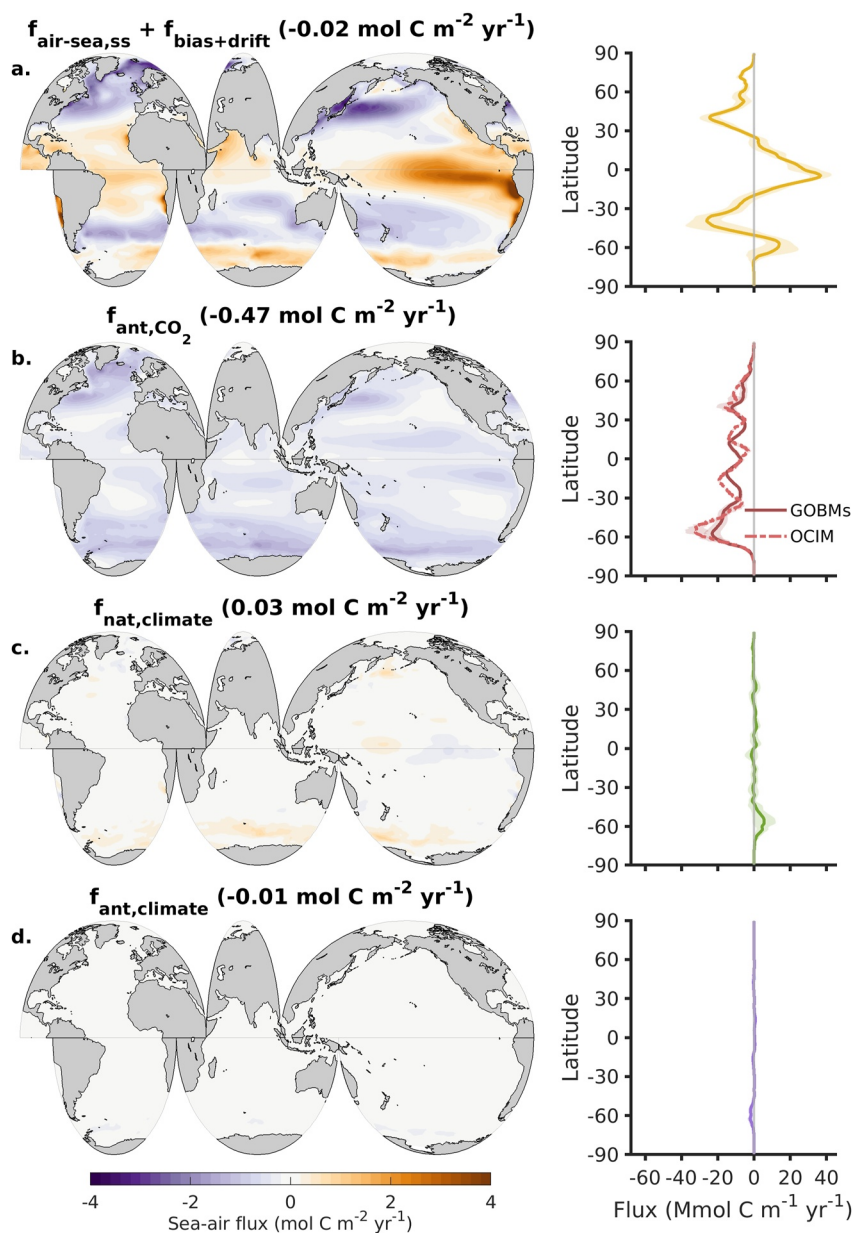 f_air-sea,ss + f_bias+drift (-0.02 mol C m⁻² yr⁻¹)
a.
90
60
30
0
-30
-60
-90
Latitude
f_ant,CO₂ (-0.47 mol C m⁻² yr⁻¹)
b.
90
60
30
0
-30
-60
-90
Latitude
GOBMs
OCIM
f_nat,climate (0.03 mol C m⁻² yr⁻¹)
c.
90
60
30
0
-30
-60
-90
Latitude
f_ant,climate (-0.01 mol C m⁻² yr⁻¹)
d.
90
60
30
0
-30
-60
-90
Latitude
-60 -40 -20 0 20 40
Flux (Mmol C m⁻¹ yr⁻¹)
-4 -2 0 2 4
Sea-air flux (mol C m⁻² yr⁻¹)